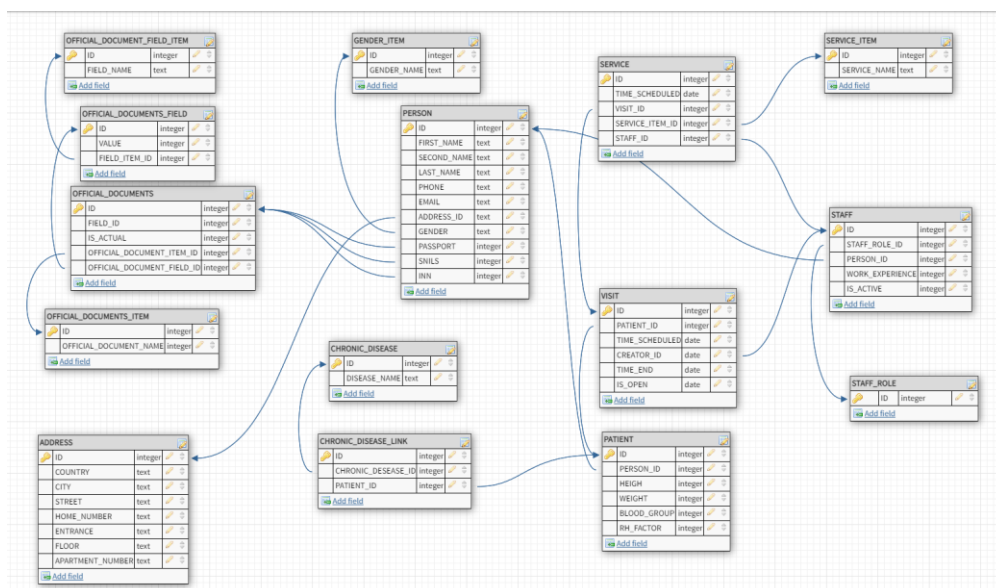 OFFICIAL_DOCUMENT_FIELD_ITEM
ID integer
FIELD_NAME text
Add field
OFFICIAL_DOCUMENTS_FIELD
ID integer
VALUE integer
FIELD_ITEM_ID integer
Add field
OFFICIAL_DOCUMENTS
ID integer
FIELD_ID integer
IS_ACTUAL integer
OFFICIAL_DOCUMENT_ITEM_ID integer
OFFICIAL_DOCUMENT_FIELD_ID integer
Add field
OFFICIAL_DOCUMENTS_ITEM
ID integer
OFFICIAL_DOCUMENT_NAME integer
Add field
ADDRESS
ID integer
COUNTRY text
CITY text
STREET text
HOME_NUMBER text
ENTRANCE text
FLOOR text
APARTMENT_NUMBER text
Add field
GENDER_ITEM
ID integer
GENDER_NAME text
Add field
PERSON
ID integer
FIRST_NAME text
SECOND_NAME text
LAST_NAME text
PHONE text
EMAIL text
ADDRESS_ID text
GENDER text
PASSPORT integer
SNILS integer
INN integer
Add field
CHRONIC_DISEASE
ID integer
DISEASE_NAME text
Add field
CHRONIC_DISEASE_LINK
ID integer
CHRONIC_DESEASE_ID integer
PATIENT_ID integer
Add field
SERVICE
ID integer
TIME_SCHEDULED date
VISIT_ID integer
SERVICE_ITEM_ID integer
STAFF_ID integer
Add field
VISIT
ID integer
PATIENT_ID integer
TIME_SCHEDULED date
CREATOR_ID date
TIME_END date
IS_OPEN date
Add field
PATIENT
ID integer
PERSON_ID integer
HEIGH integer
WEIGHT integer
BLOOD_GROUP integer
RH_FACTOR integer
Add field
SERVICE_ITEM
ID integer
SERVICE_NAME text
Add field
STAFF
ID integer
STAFF_ROLE_ID integer
PERSON_ID integer
WORK_EXPERIENCE integer
IS_ACTIVE integer
Add field
STAFF_ROLE
ID integer
Add field